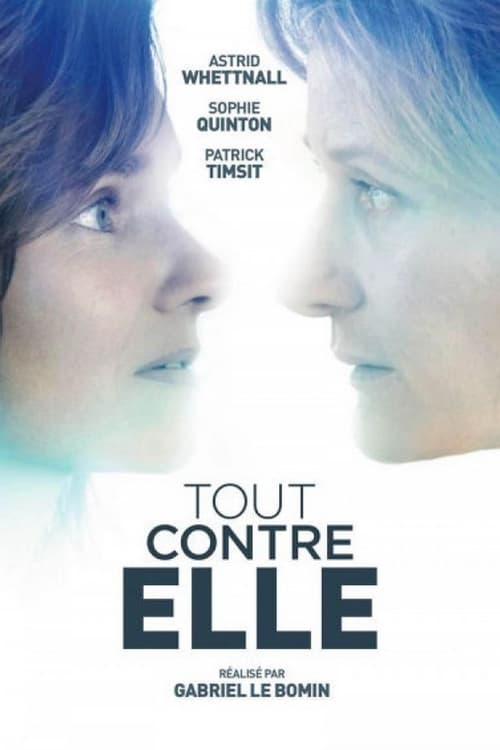 ASTRID
WHETTNALL
SOPHIE
QUINTON
PATRICK
TIMSIT
TOUT
CONTRE
ELLE
RÉALISÉ PAR
GABRIEL LE BOMIN